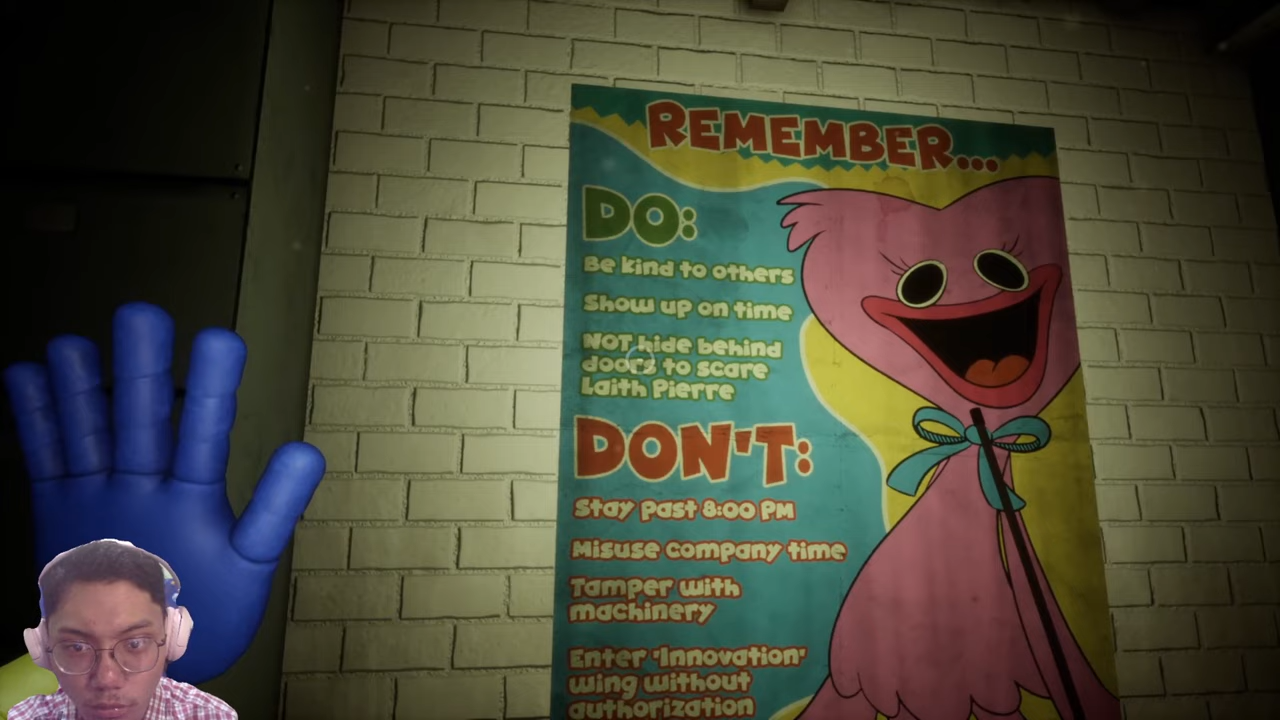 REMEMBER...
DO:
Be kind to others
Show up on time
NOT hide behind
doors to scare
Laith Pierre
DON'T:
Stay past 8:00 PM
Misuse company time
Tamper with
machinery
Enter 'Innovation'
wing without
authorization